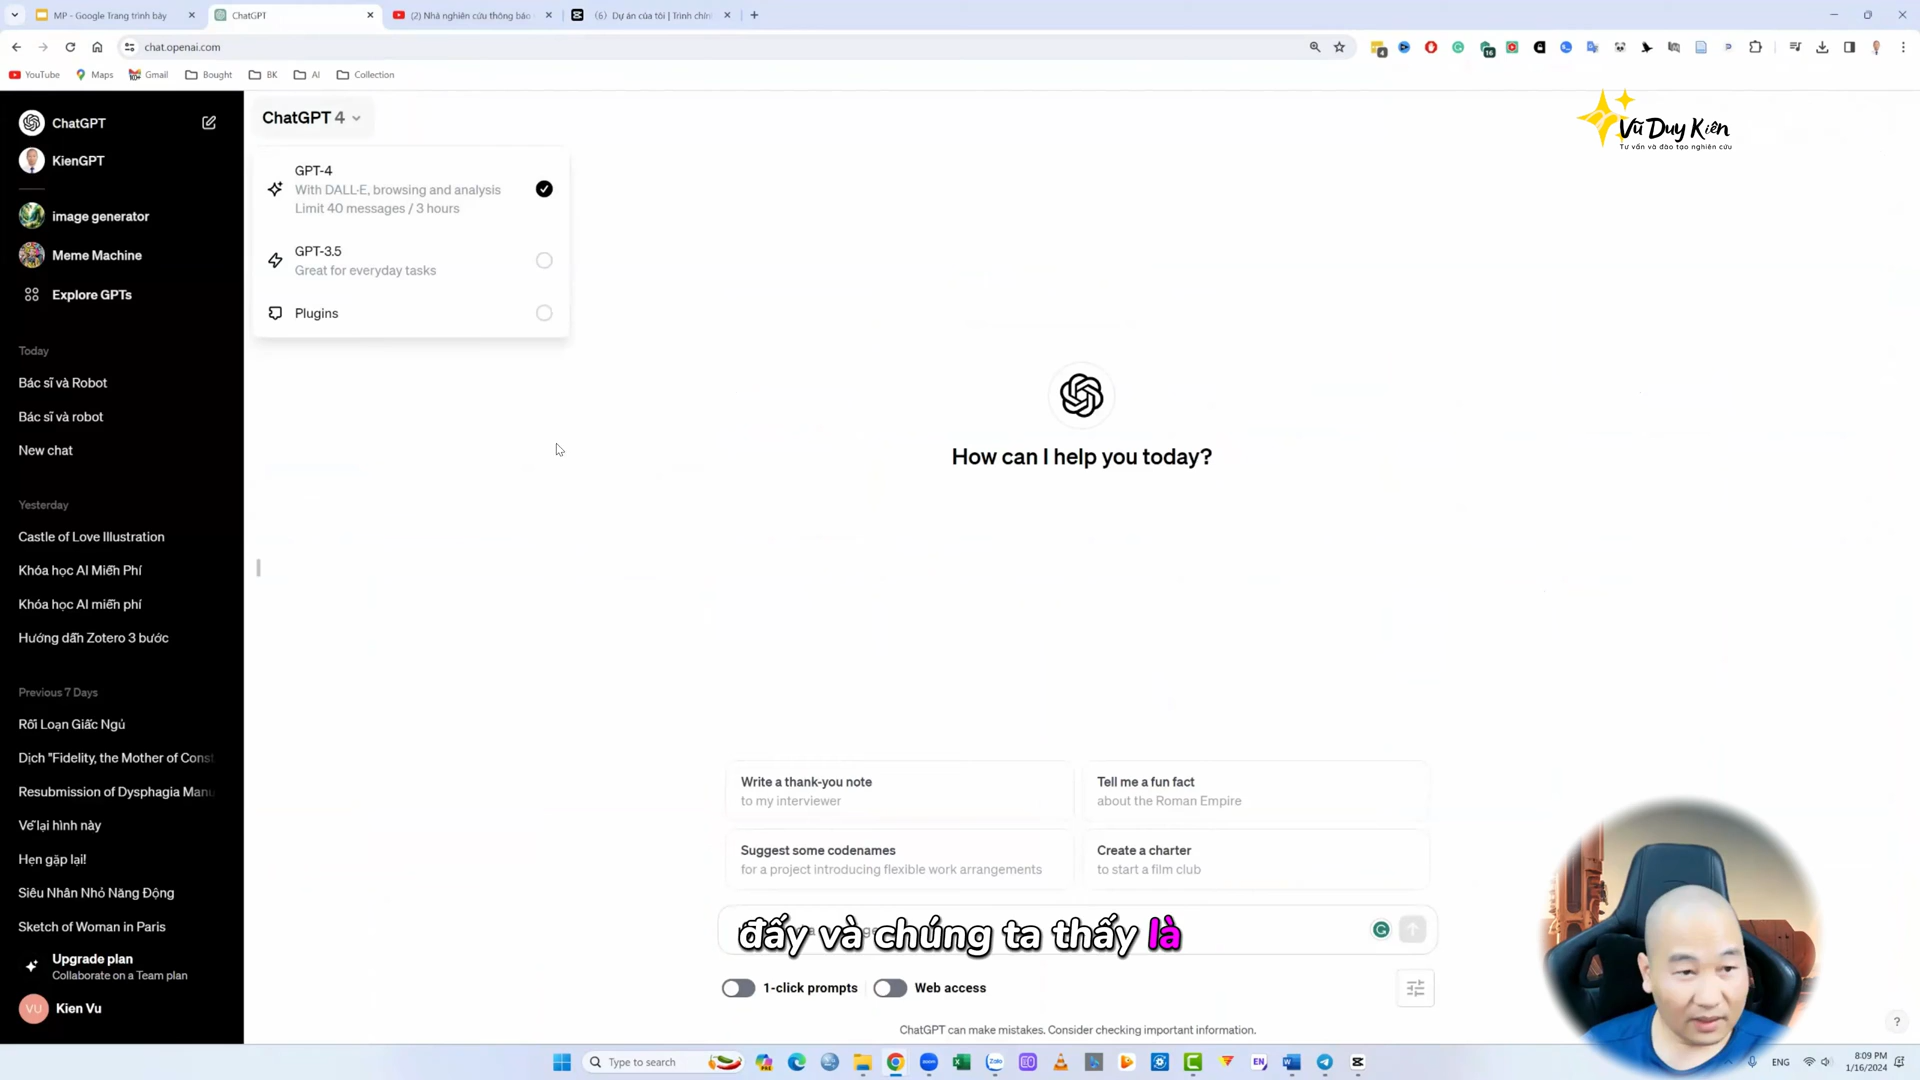 MP - Google Trang trình bày
ChatGPT
(2) Nhà nghiên cứu thông báo
(6) Dự án của tôi | Trình chỉnh
chat.openai.com
4
16
YouTube
Maps
Gmail
Bought
BK
AI
Collection
ChatGPT
KienGPT
image generator
Meme Machine
Explore GPTs
Today
Bác sĩ và Robot
Bác sĩ và robot
New chat
Yesterday
Castle of Love Illustration
Khóa học AI Miễn Phí
Khóa học AI miễn phí
Hướng dẫn Zotero 3 bước
Previous 7 Days
Rối Loạn Giấc Ngủ
Dịch "Fidelity, the Mother of Const
Resubmission of Dysphagia Manu
Vẽ lại hình này
Hẹn gặp lại!
Siêu Nhân Nhỏ Năng Động
Sketch of Woman in Paris
Upgrade plan
Collaborate on a Team plan
VU
Kien Vu
ChatGPT 4
GPT-4
With DALL·E, browsing and analysis
Limit 40 messages / 3 hours
GPT-3.5
Great for everyday tasks
Plugins
Vũ Duy Kiên
Tư vấn và đào tạo nghiên cứu
How can I help you today?
Write a thank-you note
to my interviewer
Tell me a fun fact
about the Roman Empire
Suggest some codenames
for a project introducing flexible work arrangements
Create a charter
to start a film club
đấy và chúng ta thấy là
1-click prompts
Web access
ChatGPT can make mistakes. Consider checking important information.
?
Type to search
ENG
8:09 PM
1/16/2024